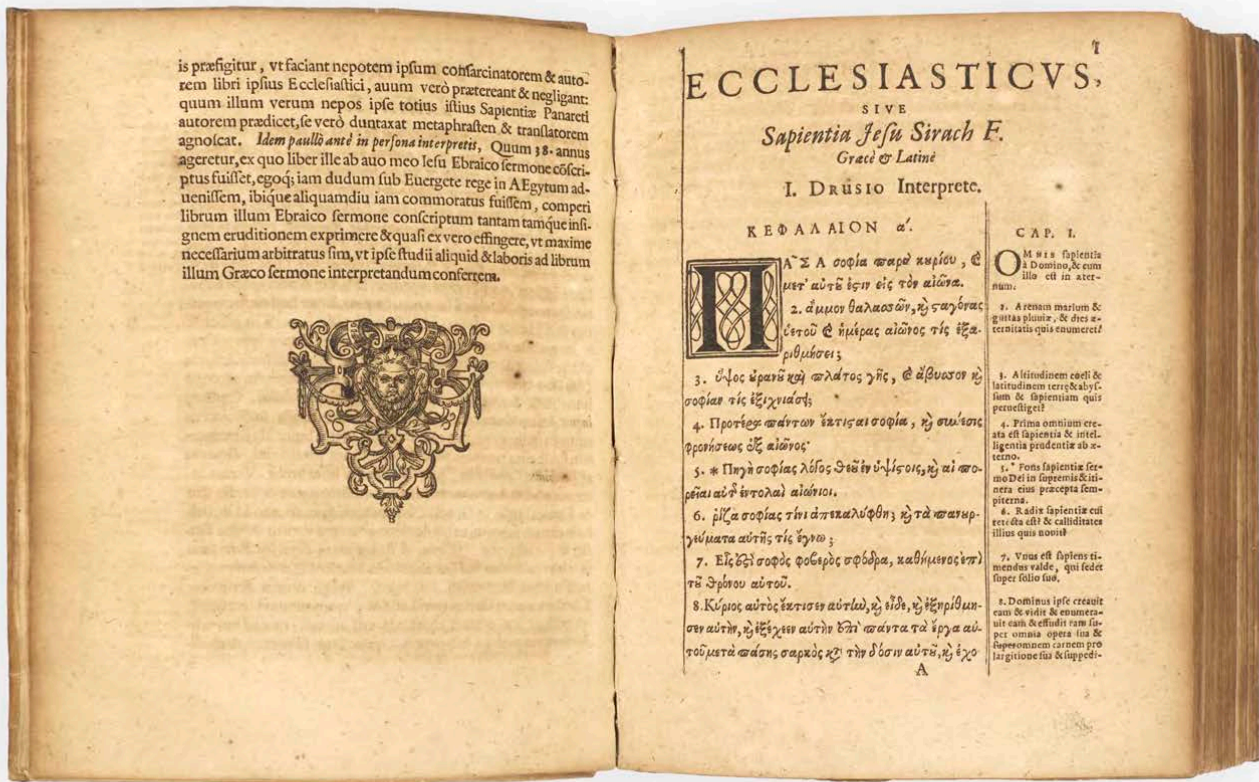 is præfigitur, vt faciant nepotem ipsum consarcinatorem & auto-
rem libri ipsius Ecclesiastici, auum verò prætereant & negligant:
quum illum verum nepos ipse totius istius Sapientiæ Panareti
autorem prædicet, se verò duntaxat metaphrasten & translatorem
agnoscat. Idem paullò antè in persona interpretis, Quum 38. annus
ageretur, ex quo liber ille ab auo meo Iesu Ebraico sermone cōscri-
ptus fuisset, egoq; iam dudum sub Euergete rege in AEgytum ad-
uenissem, ibique aliquamdiu iam commoratus fuissem, comperi
librum illum Ebraico sermone conscriptum tantam tamque insi-
gnem eruditionem exprimere & quasi ex vero effingere, vt maxime
necessarium arbitratus sim, vt ipse studii aliquid & laboris ad librum
illum Græco sermone interpretandum conferrem.
1
ECCLESIASTICVS,
SIVE
Sapientia Jesu Sirach F.
Græcè & Latinè
I. DRUSIO Interprete.
ΚΕΦΑΛΑΙΟΝ α΄.
ΠΑ͂ΣΑ σοφία παρὰ κυρίου, ϗ
μετ' αὐτοῦ ἐστιν εἰς τὸν αἰῶνα.
2. ἄμμον θαλασσῶν, ϗ σταγόνας
ὑετοῦ ϗ ἡμέρας αἰῶνος τίς ἐξα-
ριθμήσει;
3. ὕψος οὐρανοῦ καὶ πλάτος γῆς, ϗ ἄβυσσον ϗ
σοφίαν τίς ἐξιχνιάσει;
4. Προτέρα πάντων ἔκτισται σοφία, ϗ σύνεσις
φρονήσεως ἐξ αἰῶνος·
5. * Πηγὴ σοφίας λόγος θεοῦ ἐν ὑψίστοις, ϗ αἱ πο-
ρεῖαι αὐτῆς ἐντολαὶ αἰώνιοι.
6. ῥίζα σοφίας τίνι ἀπεκαλύφθη; ϗ τὰ πανουρ-
γεύματα αὐτῆς τίς ἔγνω;
7. Εἷς ἐστὶ σοφὸς φοβερὸς σφόδρα, καθήμενος ἐπὶ
τοῦ θρόνου αὐτοῦ.
8. Κύριος αὐτὸς ἔκτισεν αὐτὴν, ϗ εἶδε, ϗ ἐξηρίθμη-
σεν αὐτὴν, ϗ ἐξέχεεν αὐτὴν ἐπὶ πάντα τὰ ἔργα αὐ-
τοῦ μετὰ πάσης σαρκὸς κατὰ τὴν δόσιν αὐτοῦ, ϗ ἐχο
A
CAP. I.
OMNIS sapientia
à Domino, & cum
illo est in æter-
num.
2. Arenam marium &
guttas pluviæ, & dies æ-
ternitatis quis enumeret?
3. Altitudinem coeli &
latitudinem terræ & abys-
sum & sapientiam quis
peruestiget?
4. Prima omnium cre-
ata est sapientia & intel-
ligentia prudentiæ ab æ-
terno.
5. * Fons sapientiæ ser-
mo Dei in supremis & iti-
nera eius præcepta sem-
piterna.
6. Radix sapientiæ cui
retecta est? & calliditates
illius quis novit?
7. Vnus est sapiens ti-
mendus valde, qui sedet
super solio suo.
8. Dominus ipse creauit
eam & vidit & enumera-
uit eam & effudit eam su-
per omnia opera sua &
super omnem carnem pro
largitione sua & suppedi-